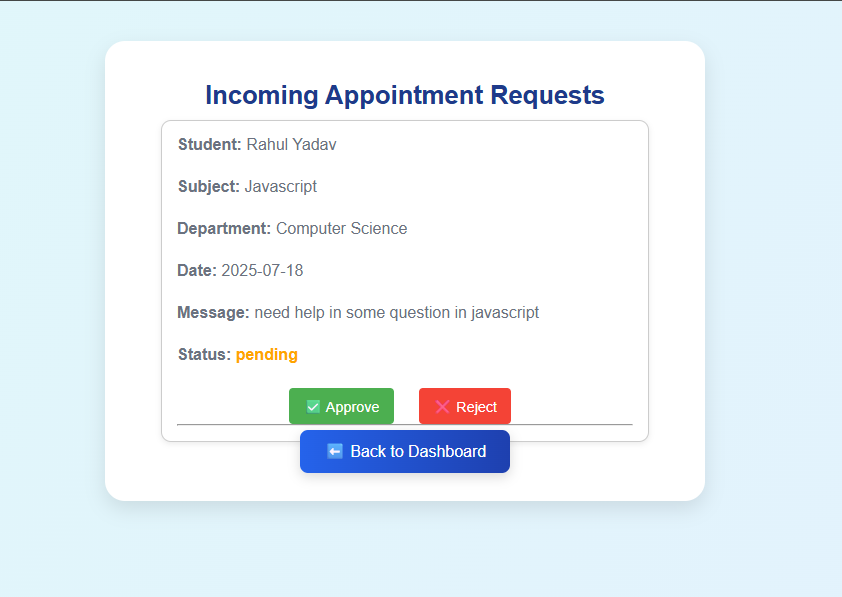 Incoming Appointment Requests
Student: Rahul Yadav
Subject: Javascript
Department: Computer Science
Date: 2025-07-18
Message: need help in some question in javascript
Status: pending
✅ Approve ❌ Reject
⬅️ Back to Dashboard